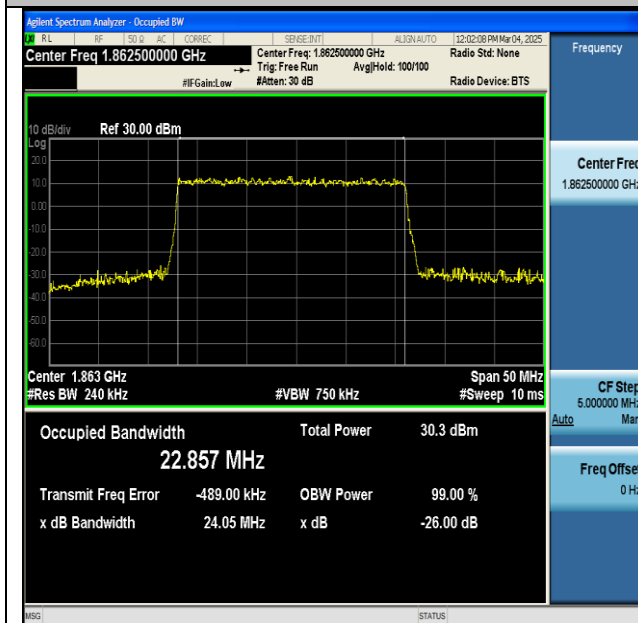 Agilent Spectrum Analyzer - Occupied BW
RL RF 50 Ω AC CORREC SENSE:INT ALIGN AUTO 12:02:08 PM Mar 04, 2025
Center Freq 1.862500000 GHz
Center Freq: 1.862500000 GHz
Radio Std: None
Trig: Free Run Avg|Hold: 100/100
#IFGain:Low #Atten: 30 dB Radio Device: BTS
10 dB/div Ref 30.00 dBm
Log
20.0
10.0
0.00
-10.0
-20.0
-30.0
-40.0
-50.0
-60.0
Center 1.863 GHz Span 50 MHz
#Res BW 240 kHz #VBW 750 kHz #Sweep 10 ms
Occupied Bandwidth Total Power 30.3 dBm
22.857 MHz
Transmit Freq Error -489.00 kHz OBW Power 99.00 %
x dB Bandwidth 24.05 MHz x dB -26.00 dB
MSG STATUS
Frequency
Center Freq
1.862500000 GHz
CF Step
5.000000 MHz
Auto Man
Freq Offset
0 Hz